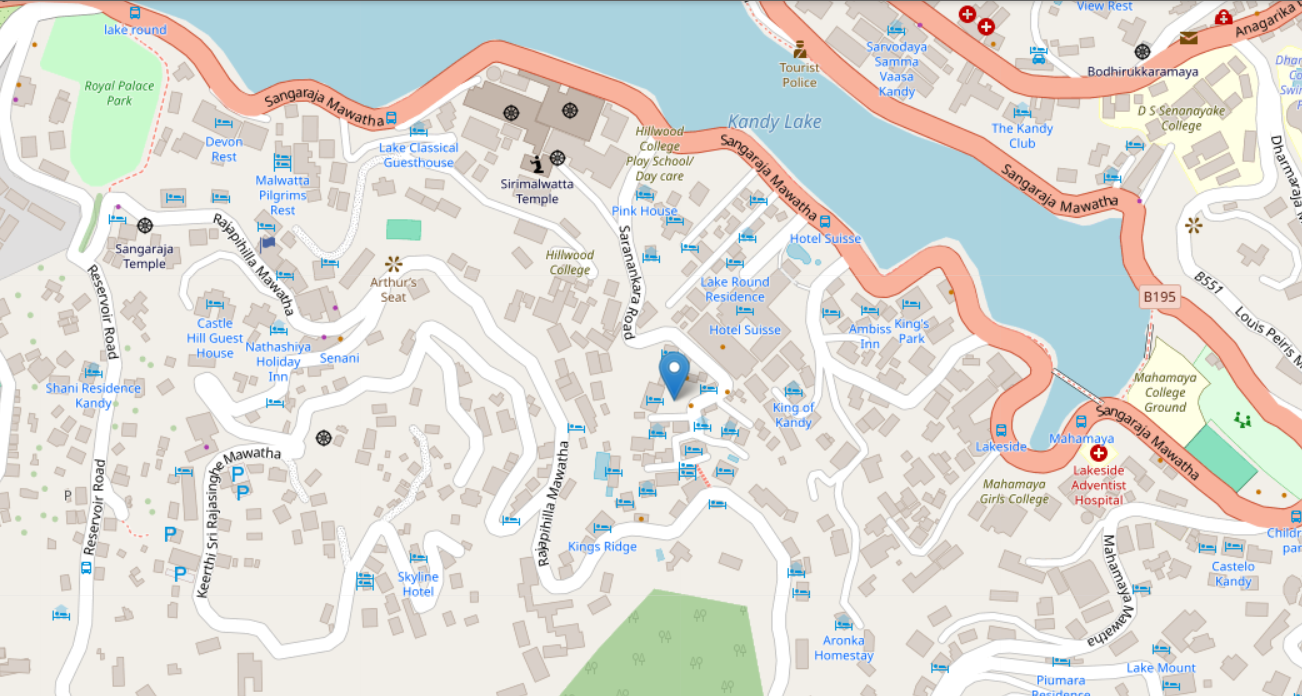 View Rest
lake round
Anagarika
Sarvodaya
Samma
Vaasa
Kandy
Tourist
Police
Bodhirukkaramaya
Royal Palace
Park
Sangaraja Mawatha
D S Senanayake
College
Kandy Lake
The Kandy
Club
Devon
Rest
Lake Classical
Guesthouse
Hillwood
College
Play School/
Day care
Sangaraja Mawatha
Dharmaraja
Malwatta
Pilgrims
Rest
Sirimalwatta
Temple
Sangaraja Mawatha
Pink House
Rajapihilla Mawatha
Sangaraja
Temple
Saranankara Road
Hotel Suisse
Hillwood
College
Arthur's
Seat
Reservoir Road
Lake Round
Residence
B551
B195
Louis Peiris
Castle
Hill Guest
House
Hotel Suisse
Ambiss
Inn
King's
Park
Nathashiya
Holiday
Inn
Senani
Shani Residence
Kandy
Mahamaya
College
Ground
King of
Kandy
Sangaraja Mawatha
Lakeside
Mahamaya
Keerthi Sri Rajasinghe Mawatha
Rajapihilla Mawatha
Lakeside
Adventist
Hospital
Mahamaya
Girls College
P
P
P
P
P
Reservoir Road
Kings Ridge
Mahamaya Mawatha
Castelo
Kandy
Skyline
Hotel
Aronka
Homestay
Lake Mount
Piumara
Residence